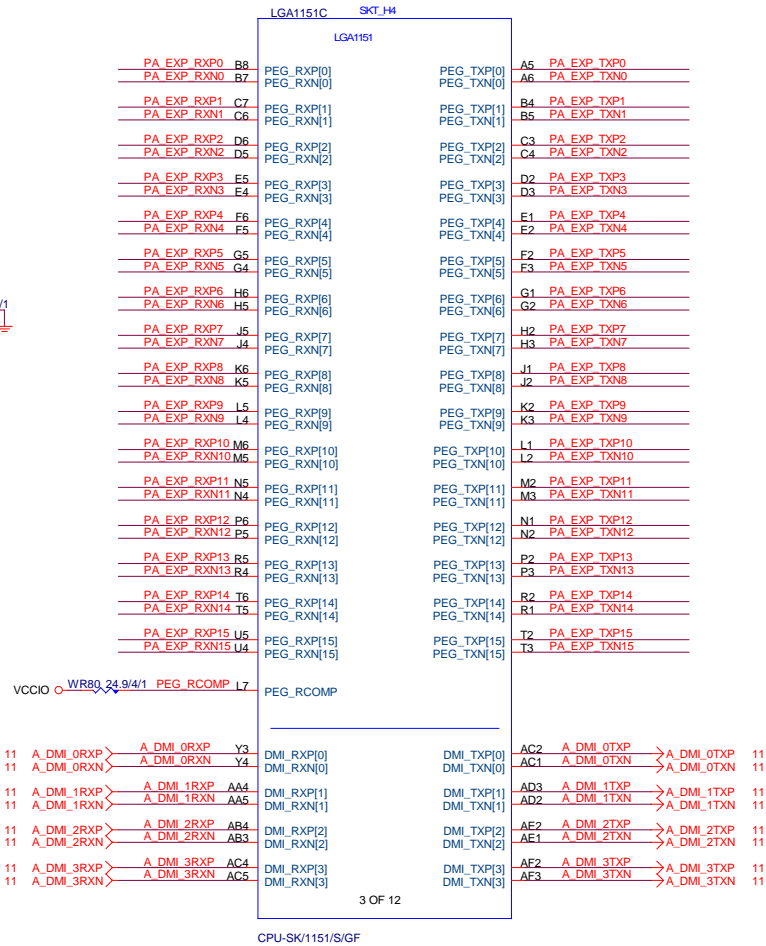 LGA1151C SKT_H4
LGA1151
PA_EXP_RXP0 B8 PEG_RXP[0] PEG_TXP[0] A5 PA_EXP_TXP0
PA_EXP_RXN0 B7 PEG_RXN[0] PEG_TXN[0] A6 PA_EXP_TXN0
PA_EXP_RXP1 C7 PEG_RXP[1] PEG_TXP[1] B4 PA_EXP_TXP1
PA_EXP_RXN1 C6 PEG_RXN[1] PEG_TXN[1] B5 PA_EXP_TXN1
PA_EXP_RXP2 D6 PEG_RXP[2] PEG_TXP[2] C3 PA_EXP_TXP2
PA_EXP_RXN2 D5 PEG_RXN[2] PEG_TXN[2] C4 PA_EXP_TXN2
PA_EXP_RXP3 E5 PEG_RXP[3] PEG_TXP[3] D2 PA_EXP_TXP3
PA_EXP_RXN3 E4 PEG_RXN[3] PEG_TXN[3] D3 PA_EXP_TXN3
PA_EXP_RXP4 F6 PEG_RXP[4] PEG_TXP[4] E1 PA_EXP_TXP4
PA_EXP_RXN4 F5 PEG_RXN[4] PEG_TXN[4] E2 PA_EXP_TXN4
PA_EXP_RXP5 G5 PEG_RXP[5] PEG_TXP[5] F2 PA_EXP_TXP5
PA_EXP_RXN5 G4 PEG_RXN[5] PEG_TXN[5] F3 PA_EXP_TXN5
PA_EXP_RXP6 H6 PEG_RXP[6] PEG_TXP[6] G1 PA_EXP_TXP6
/1 PA_EXP_RXN6 H5 PEG_RXN[6] PEG_TXN[6] G2 PA_EXP_TXN6
PA_EXP_RXP7 J5 PEG_RXP[7] PEG_TXP[7] H2 PA_EXP_TXP7
PA_EXP_RXN7 J4 PEG_RXN[7] PEG_TXN[7] H3 PA_EXP_TXN7
PA_EXP_RXP8 K6 PEG_RXP[8] PEG_TXP[8] J1 PA_EXP_TXP8
PA_EXP_RXN8 K5 PEG_RXN[8] PEG_TXN[8] J2 PA_EXP_TXN8
PA_EXP_RXP9 L5 PEG_RXP[9] PEG_TXP[9] K2 PA_EXP_TXP9
PA_EXP_RXN9 L4 PEG_RXN[9] PEG_TXN[9] K3 PA_EXP_TXN9
PA_EXP_RXP10 M6 PEG_RXP[10] PEG_TXP[10] L1 PA_EXP_TXP10
PA_EXP_RXN10 M5 PEG_RXN[10] PEG_TXN[10] L2 PA_EXP_TXN10
PA_EXP_RXP11 N5 PEG_RXP[11] PEG_TXP[11] M2 PA_EXP_TXP11
PA_EXP_RXN11 N4 PEG_RXN[11] PEG_TXN[11] M3 PA_EXP_TXN11
PA_EXP_RXP12 P6 PEG_RXP[12] PEG_TXP[12] N1 PA_EXP_TXP12
PA_EXP_RXN12 P5 PEG_RXN[12] PEG_TXN[12] N2 PA_EXP_TXN12
PA_EXP_RXP13 R5 PEG_RXP[13] PEG_TXP[13] P2 PA_EXP_TXP13
PA_EXP_RXN13 R4 PEG_RXN[13] PEG_TXN[13] P3 PA_EXP_TXN13
PA_EXP_RXP14 T6 PEG_RXP[14] PEG_TXP[14] R2 PA_EXP_TXP14
PA_EXP_RXN14 T5 PEG_RXN[14] PEG_TXN[14] R1 PA_EXP_TXN14
PA_EXP_RXP15 U5 PEG_RXP[15] PEG_TXP[15] T2 PA_EXP_TXP15
PA_EXP_RXN15 U4 PEG_RXN[15] PEG_TXN[15] T3 PA_EXP_TXN15
VCCIO WR80 24.9/4/1 PEG_RCOMP L7 PEG_RCOMP
11 A_DMI_0RXP A_DMI_0RXP Y3 DMI_RXP[0] DMI_TXP[0] AC2 A_DMI_0TXP A_DMI_0TXP 11
11 A_DMI_0RXN A_DMI_0RXN Y4 DMI_RXN[0] DMI_TXN[0] AC1 A_DMI_0TXN A_DMI_0TXN 11
11 A_DMI_1RXP A_DMI_1RXP AA4 DMI_RXP[1] DMI_TXP[1] AD3 A_DMI_1TXP A_DMI_1TXP 11
11 A_DMI_1RXN A_DMI_1RXN AA5 DMI_RXN[1] DMI_TXN[1] AD2 A_DMI_1TXN A_DMI_1TXN 11
11 A_DMI_2RXP A_DMI_2RXP AB4 DMI_RXP[2] DMI_TXP[2] AE2 A_DMI_2TXP A_DMI_2TXP 11
11 A_DMI_2RXN A_DMI_2RXN AB3 DMI_RXN[2] DMI_TXN[2] AE1 A_DMI_2TXN A_DMI_2TXN 11
11 A_DMI_3RXP A_DMI_3RXP AC4 DMI_RXP[3] DMI_TXP[3] AF2 A_DMI_3TXP A_DMI_3TXP 11
11 A_DMI_3RXN A_DMI_3RXN AC5 DMI_RXN[3] DMI_TXN[3] AF3 A_DMI_3TXN A_DMI_3TXN 11
3 OF 12
CPU-SK/1151/S/GF